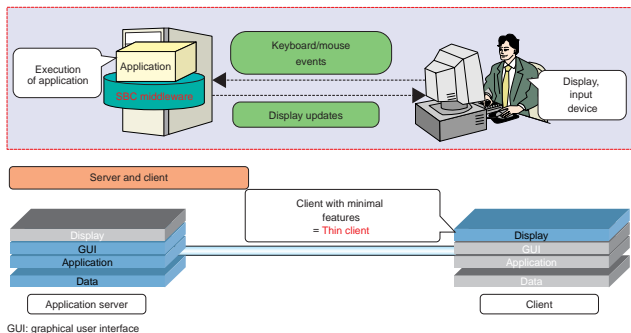 Keyboard/mouse
events
Application
Execution
of application
SBC middleware
Display,
input
device
Display updates
Server and client
Client with minimal
features
= Thin client
Display
GUI
Application
Data
Display
GUI
Application
Data
Application server
Client
GUI: graphical user interface